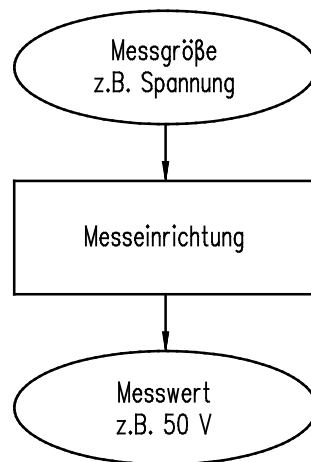 Messgröße
z.B. Spannung
Messeinrichtung
Messwert
z.B. 50 V